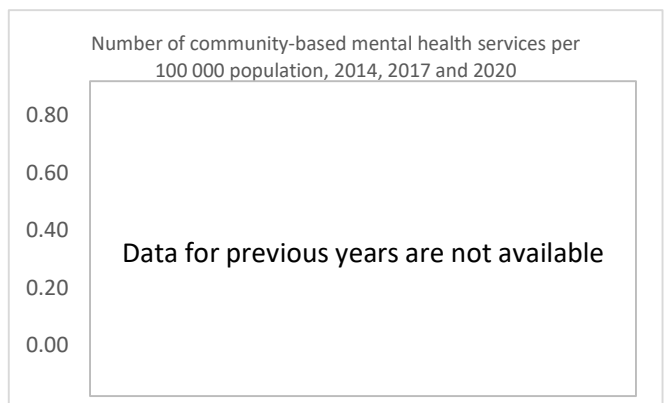 Number of community-based mental health services per
100 000 population, 2014, 2017 and 2020
0.80
0.60
0.40
Data for previous years are not available
0.20
0.00